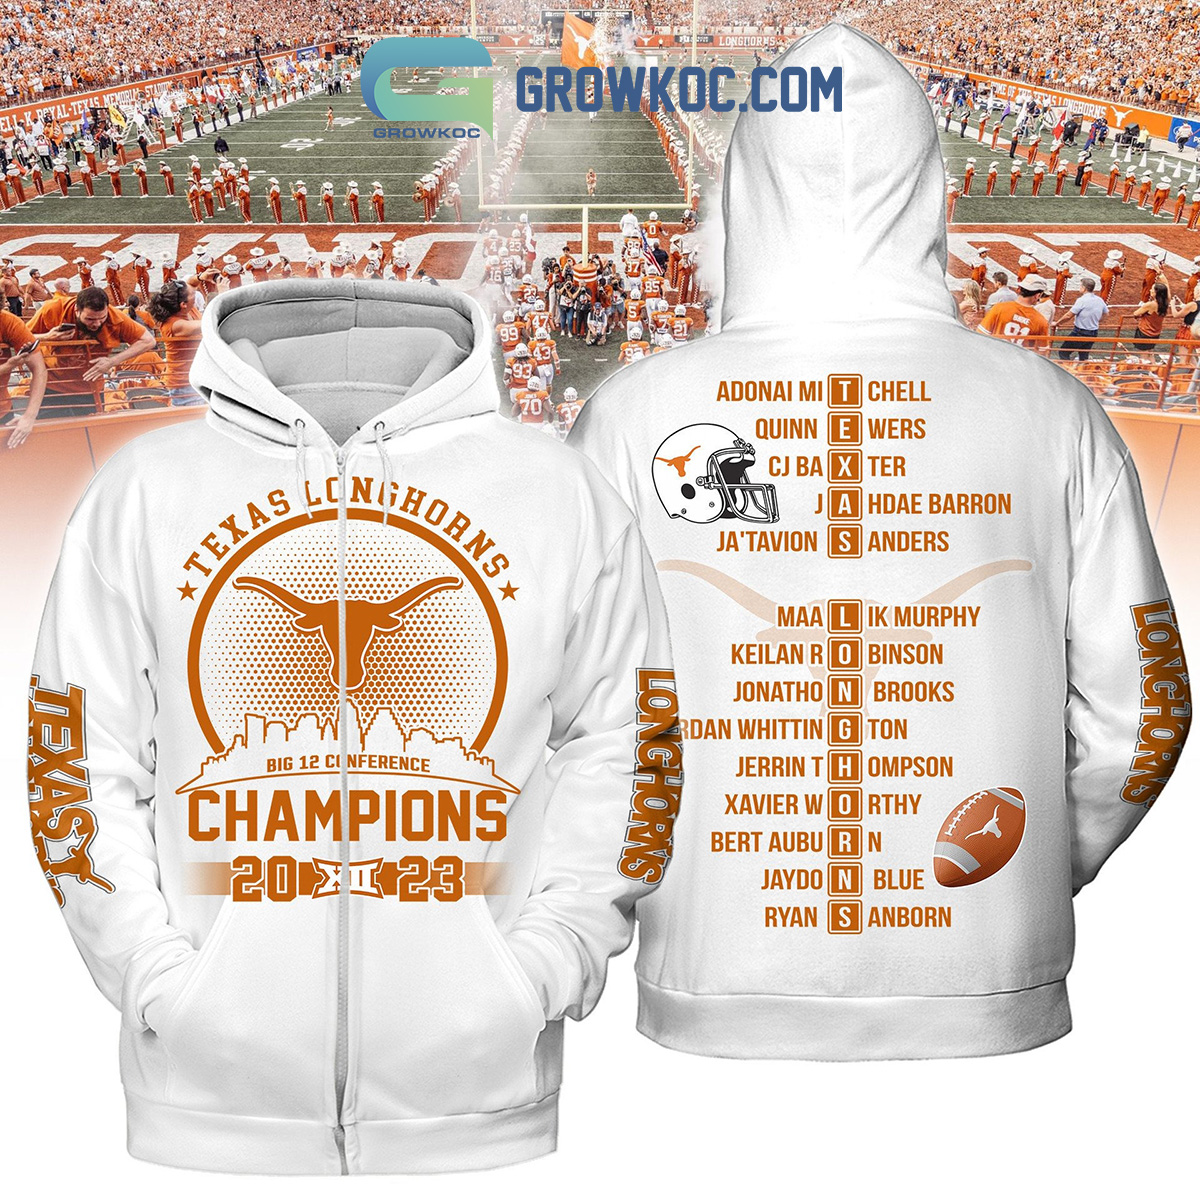 GROWKOC
GROWKOC.COM
LONGHORNS
TEXAS LONGHORNS
BIG 12 CONFERENCE
CHAMPIONS
20 XII 23
TEXAS
LONGHORNS
ADONAI MITCHELL
QUINN EWERS
CJ BAXTER
JAHDAE BARRON
JA'TAVION SANDERS
MAALIK MURPHY
KEILAN ROBINSON
JONATHON BROOKS
RDAN WHITTINGTON
JERRIN THOMPSON
XAVIER WORTHY
BERT AUBURN
JAYDON BLUE
RYAN SANBORN
LONGHORNS